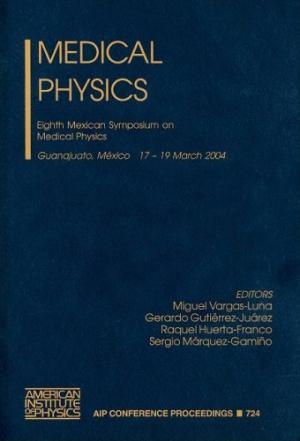 MEDICAL
PHYSICS
Eighth Mexican Symposium on
Medical Physics
Guanajuato, México 17 – 19 March 2004
EDITORS
Miguel Vargas-Luna
Gerardo Gutiérrez-Juárez
Raquel Huerta-Franco
Sergio Márquez-Gamiño
AMERICAN
INSTITUTE
OF PHYSICS
AIP CONFERENCE PROCEEDINGS ■ 724